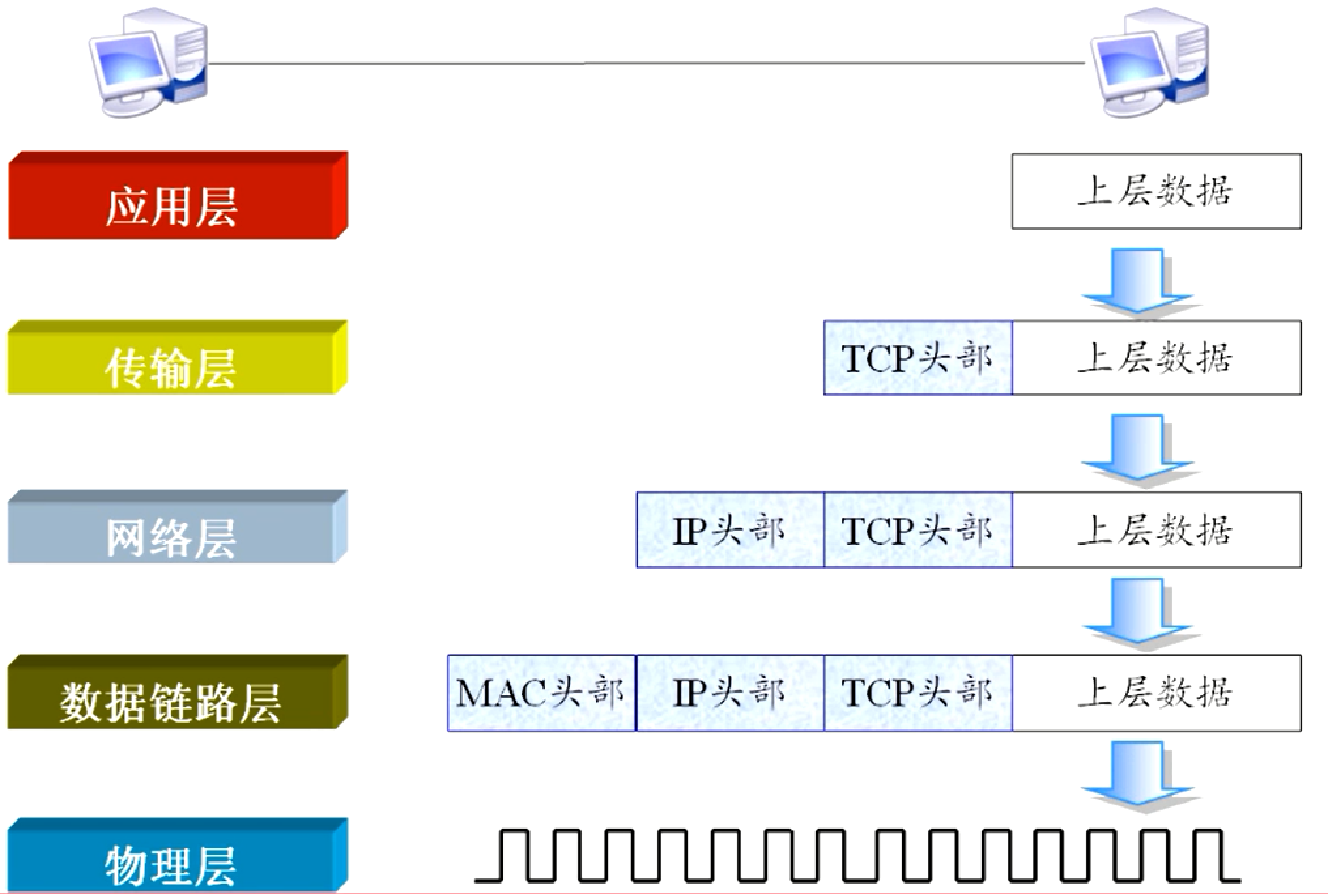 应用层
上层数据
传输层
TCP头部 上层数据
网络层
IP头部 TCP头部 上层数据
数据链路层
MAC头部 IP头部 TCP头部 上层数据
物理层